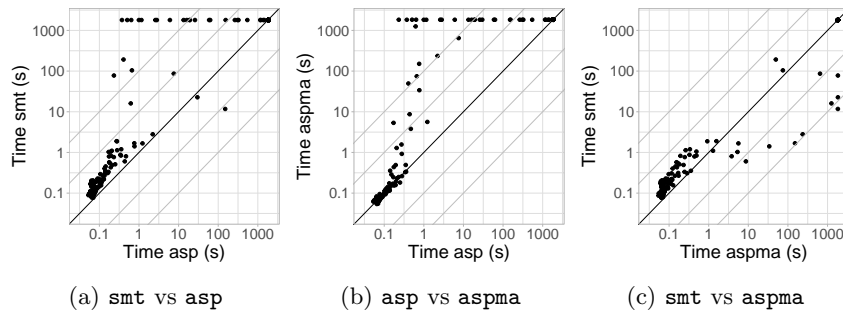 1000
100
10
1
0.1
Time smt (s)
0.1 1 10 100 1000
Time asp (s)
(a) smt vs asp
1000
100
10
1
0.1
Time aspma (s)
0.1 1 10 100 1000
Time asp (s)
(b) asp vs aspma
1000
100
10
1
0.1
Time smt (s)
0.1 1 10 100 1000
Time aspma (s)
(c) smt vs aspma